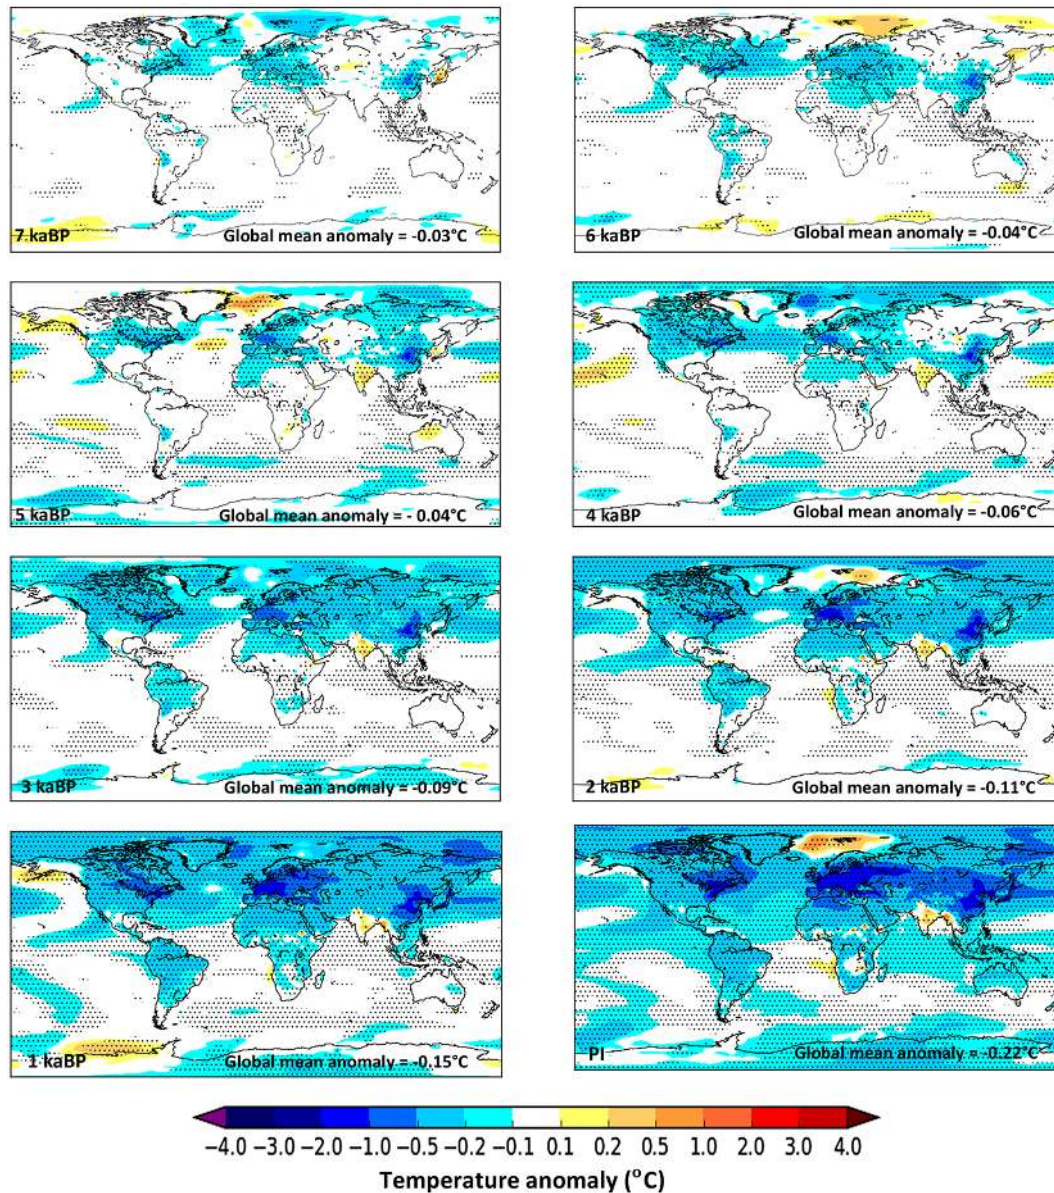 7 kaBP Global mean anomaly = -0.03°C
6 kaBP Global mean anomaly = -0.04°C
5 kaBP Global mean anomaly = - 0.04°C
4 kaBP Global mean anomaly = -0.06°C
3 kaBP Global mean anomaly = -0.09°C
2 kaBP Global mean anomaly = -0.11°C
1 kaBP Global mean anomaly = -0.15°C
PI Global mean anomaly = -0.22°C
−4.0 −3.0 −2.0 −1.0 −0.5 −0.2 −0.1 0.1 0.2 0.5 1.0 2.0 3.0 4.0
Temperature anomaly (°C)